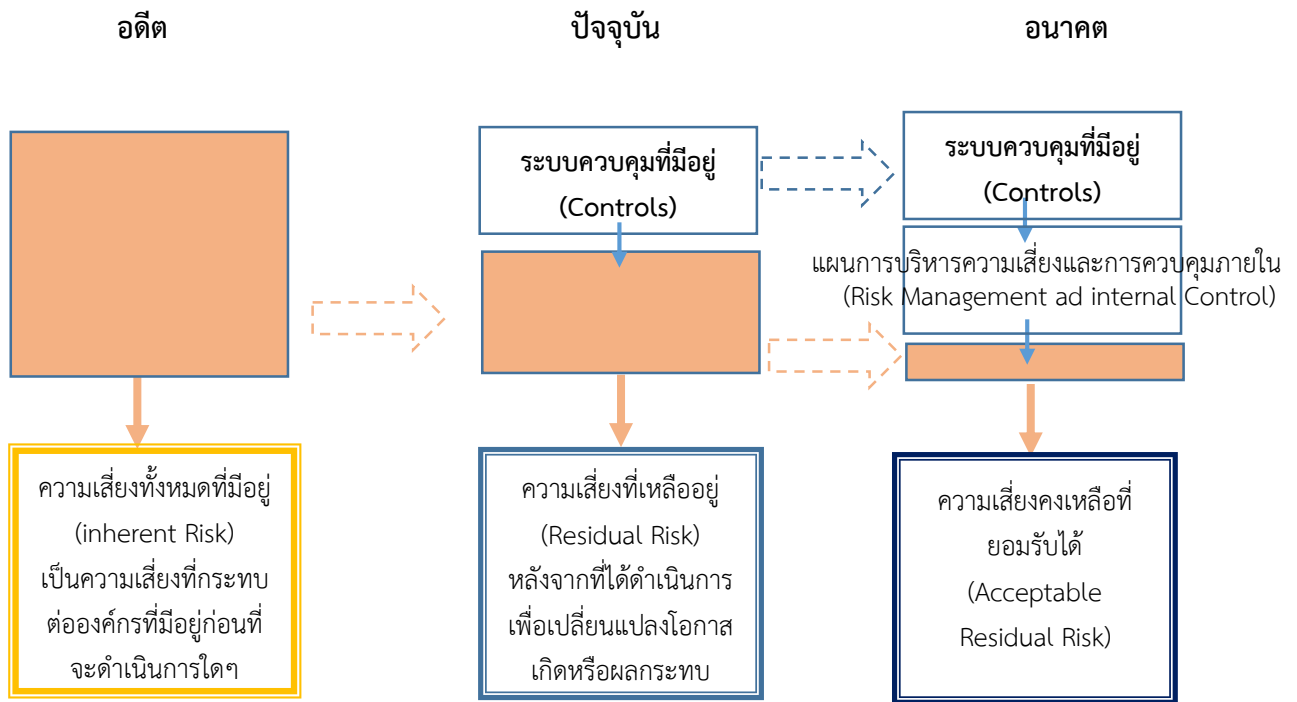 อดีต
ปัจจุบัน
อนาคต
ระบบควบคุมที่มีอยู่
(Controls)
ระบบควบคุมที่มีอยู่
(Controls)
แผนการบริหารความเสี่ยงและการควบคุมภายใน
(Risk Management ad internal Control)
ความเสี่ยงทั้งหมดที่มีอยู่
(inherent Risk)
เป็นความเสี่ยงที่กระทบ
ต่อองค์กรที่มีอยู่ก่อนที่
จะดำเนินการใดๆ
ความเสี่ยงที่เหลืออยู่
(Residual Risk)
หลังจากที่ได้ดำเนินการ
เพื่อเปลี่ยนแปลงโอกาส
เกิดหรือผลกระทบ
ความเสี่ยงคงเหลือที่
ยอมรับได้
(Acceptable
Residual Risk)